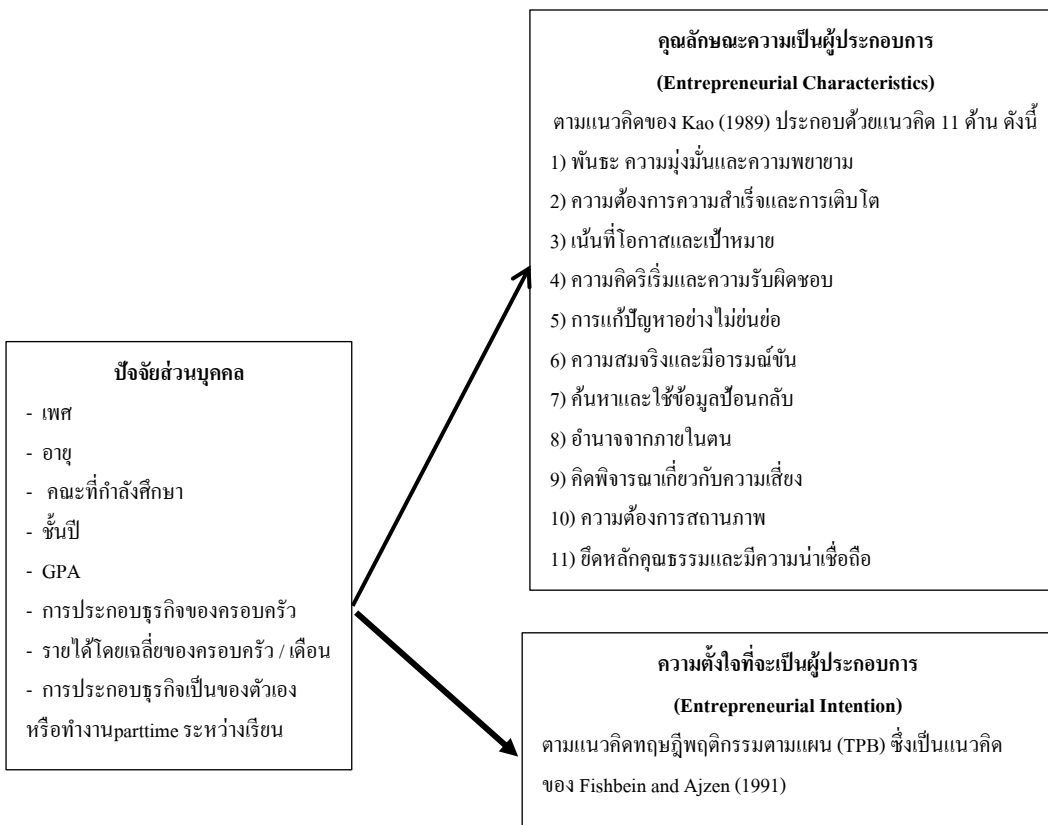 คุณลักษณะความเป็นผู้ประกอบการ
(Entrepreneurial Characteristics)
ตามแนวคิดของ Kao (1989) ประกอบด้วยแนวคิด 11 ด้าน ดังนี้
1) พันธะ ความมุ่งมั่นและความพยายาม
2) ความต้องการความสำเร็จและการเติบโต
3) เน้นที่โอกาสและเป้าหมาย
4) ความคิดริเริ่มและความรับผิดชอบ
5) การแก้ปัญหาอย่างไม่ย่นย่อ
6) ความสมจริงและมีอารมณ์ขัน
7) ค้นหาและใช้ข้อมูลป้อนกลับ
8) อำนาจจากภายในตน
9) คิดพิจารณาเกี่ยวกับความเสี่ยง
10) ความต้องการสถานภาพ
11) ยึดหลักคุณธรรมและมีความน่าเชื่อถือ
ปัจจัยส่วนบุคคล
- เพศ
- อายุ
- คณะที่กำลังศึกษา
- ชั้นปี
- GPA
- การประกอบธุรกิจของครอบครัว
- รายได้โดยเฉลี่ยของครอบครัว / เดือน
- การประกอบธุรกิจเป็นของตัวเอง
หรือทำงานparttime ระหว่างเรียน
ความตั้งใจที่จะเป็นผู้ประกอบการ
(Entrepreneurial Intention)
ตามแนวคิดทฤษฎีพฤติกรรมตามแผน (TPB) ซึ่งเป็นแนวคิด
ของ Fishbein and Ajzen (1991)